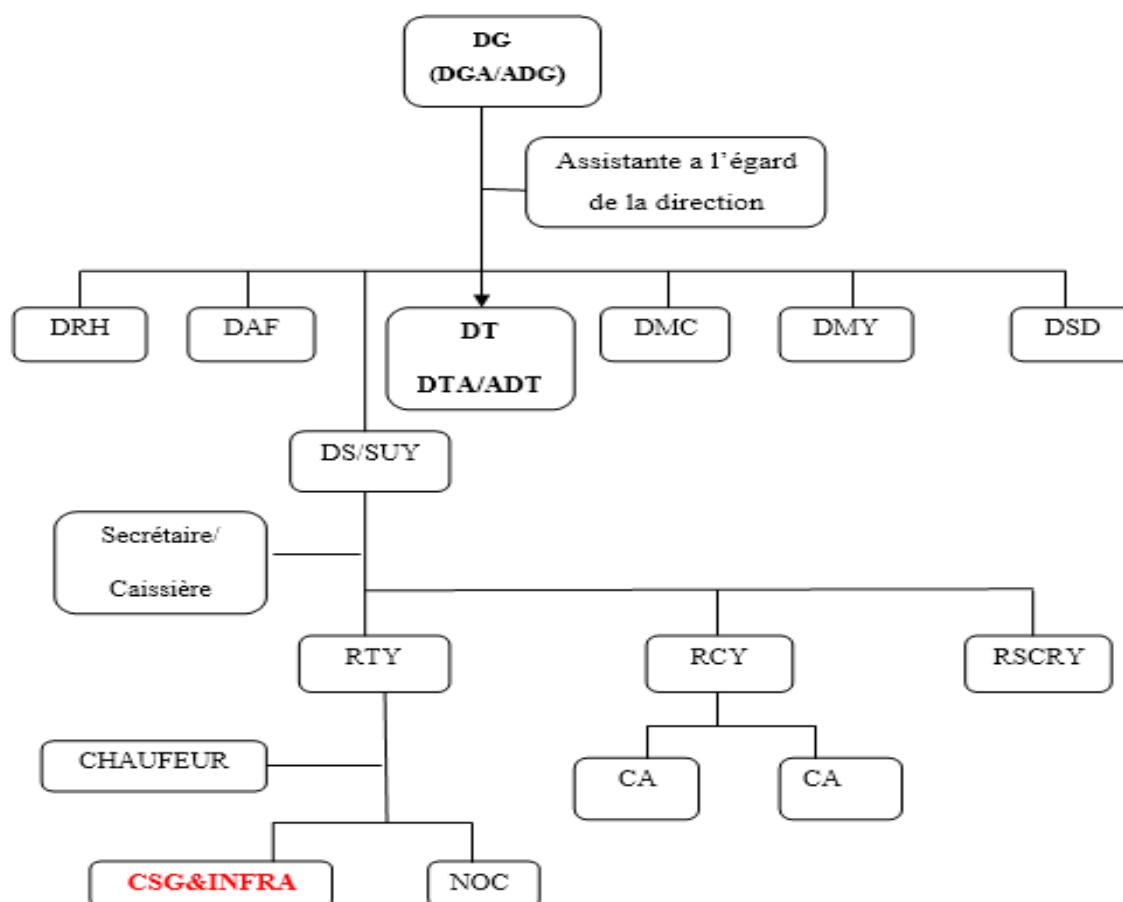 DG
(DGA/ADG)
Assistante a l’égard
de la direction
DRH
DAF
DT
DTA/ADT
DMC
DMY
DSD
DS/SUY
Secrétaire/
Caissière
RTY
RCY
RSCRY
CHAUFEUR
CA
CA
CSG&INFRA
NOC